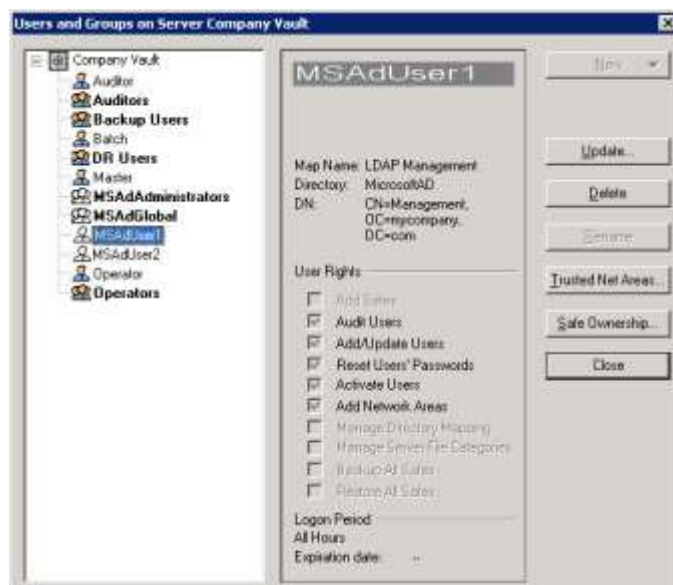 Users and Groups on Server Company Vault
Company Vault
Auditor
Auditors
Backup Users
Batch
DR Users
Master
MSAdAdministrators
MSAdGlobal
MSAdUser1
MSAdUser2
Operator
Operators
MSAdUser1
Map Name: LDAP Management
Directory: MicrosoftAD
DN: CN=Management,
OC=mycompany,
DC=com
User Rights
Add Safes
Audit Users
Add/Update Users
Reset Users' Passwords
Activate Users
Add Network Areas
Manage Directory Mapping
Manage Server File Categories
Backup All Safes
Restore All Safes
Logon Period
All Hours
Expiration date: --
New
Update...
Delete
Rename
Trusted Net Areas...
Safe Ownership...
Close